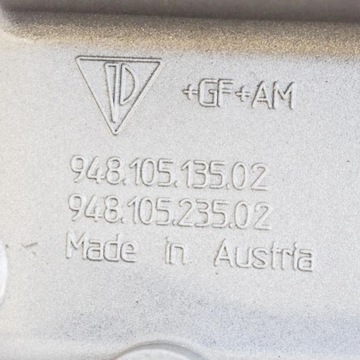 +GF+AM
948.105.135.02
948.105.235.02
Made in Austria